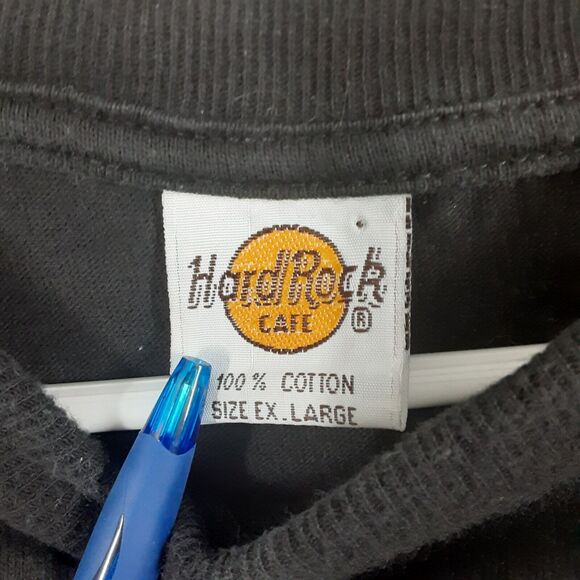 Hard Rock
CAFE ®
100 % COTTON
SIZE EX. LARGE